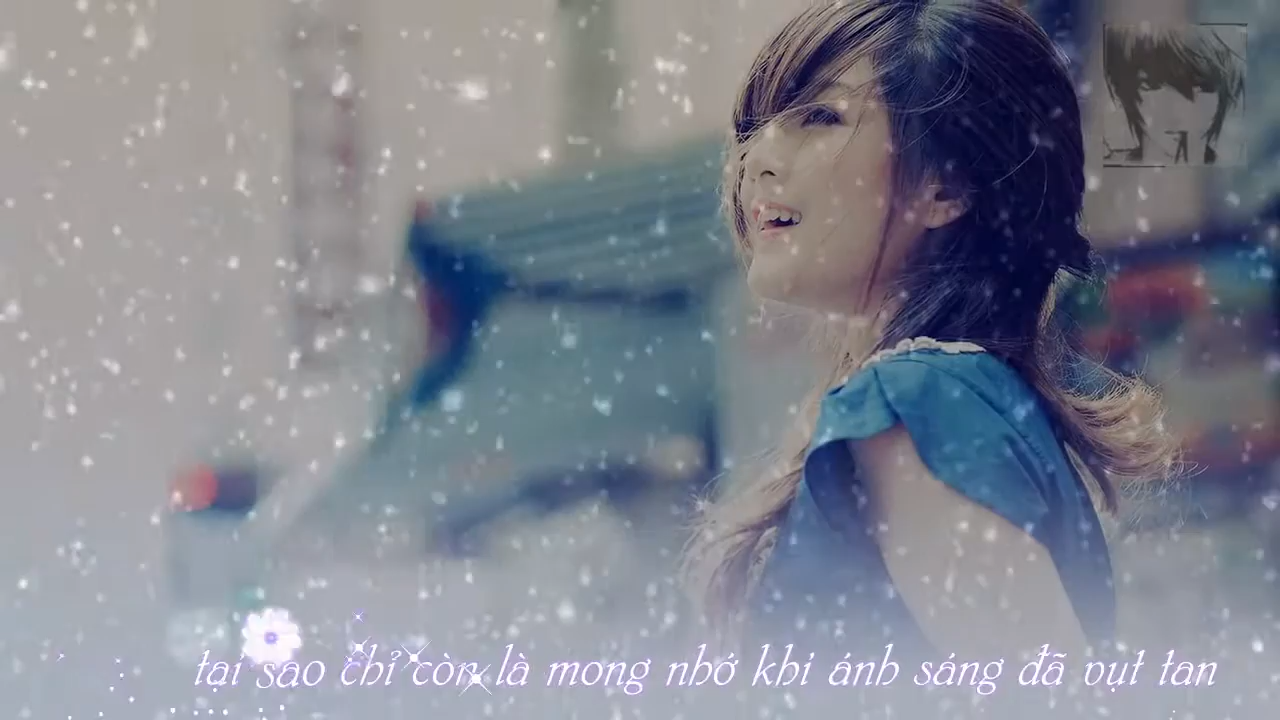 tại sao chỉ còn là mong nhớ khi ánh sáng đã vụt tan